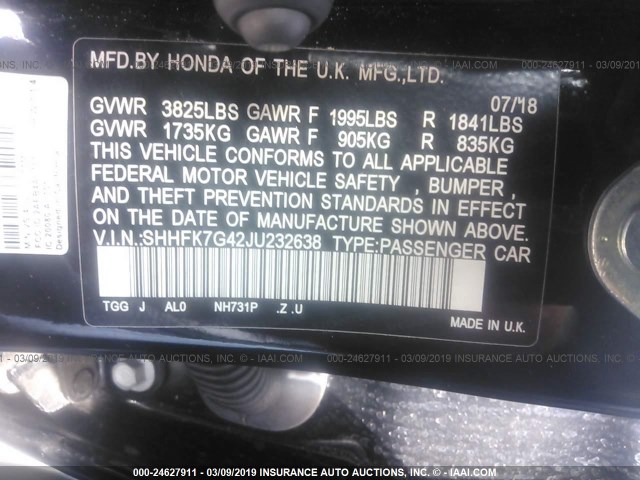 MFD.BY HONDA OF THE U.K. MFG.,LTD.
07/18
GVWR 3825LBS GAWR F 1995LBS R 1841LBS
GVWR 1735KG GAWR F 905KG R 835KG
THIS VEHICLE CONFORMS TO ALL APPLICABLE
FEDERAL MOTOR VEHICLE SAFETY , BUMPER ,
AND THEFT PREVENTION STANDARDS IN EFFECT
ON THE DATE OF MANUFACTURE SHOWN ABOVE.
V.I.N.:SHHFK7G42JU232638 TYPE:PASSENGER CAR
TGG J AL0 NH731P .Z .U
MADE IN U.K.
000-24627911 - 03/09/2019 INSURANCE AUTO AUCTIONS - © - IAAI.COM